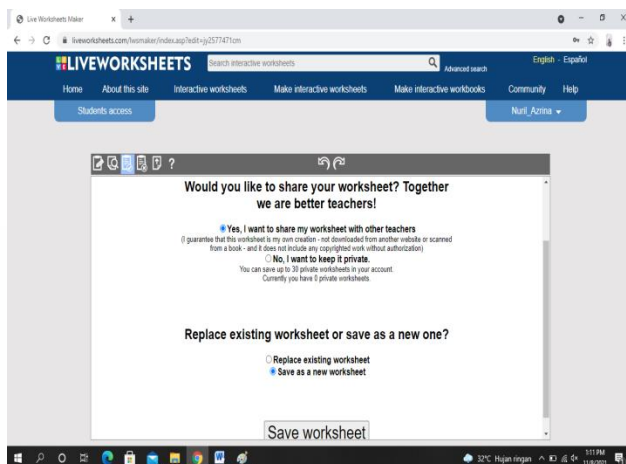 Live Worksheets Maker
liveworksheets.com/lwsmaker/index.asp?edit=jy2577471cm
LIVEWORKSHEETS
Search interactive worksheets
Advanced search
English - Español
Home About this site Interactive worksheets Make interactive worksheets Make interactive workbooks Community Help
Students access
Nuril_Azrina
?
Would you like to share your worksheet? Together
we are better teachers!
Yes, I want to share my worksheet with other teachers
(I guarantee that this worksheet is my own creation - not downloaded from another website or scanned
from a book - and it does not include any copyrighted work without authorization)
No, I want to keep it private.
You can save up to 30 private worksheets in your account.
Currently you have 0 private worksheets.
Replace existing worksheet or save as a new one?
Replace existing worksheet
Save as a new worksheet
Save worksheet
32°C Hujan ringan
1:11 PM
11/8/2021